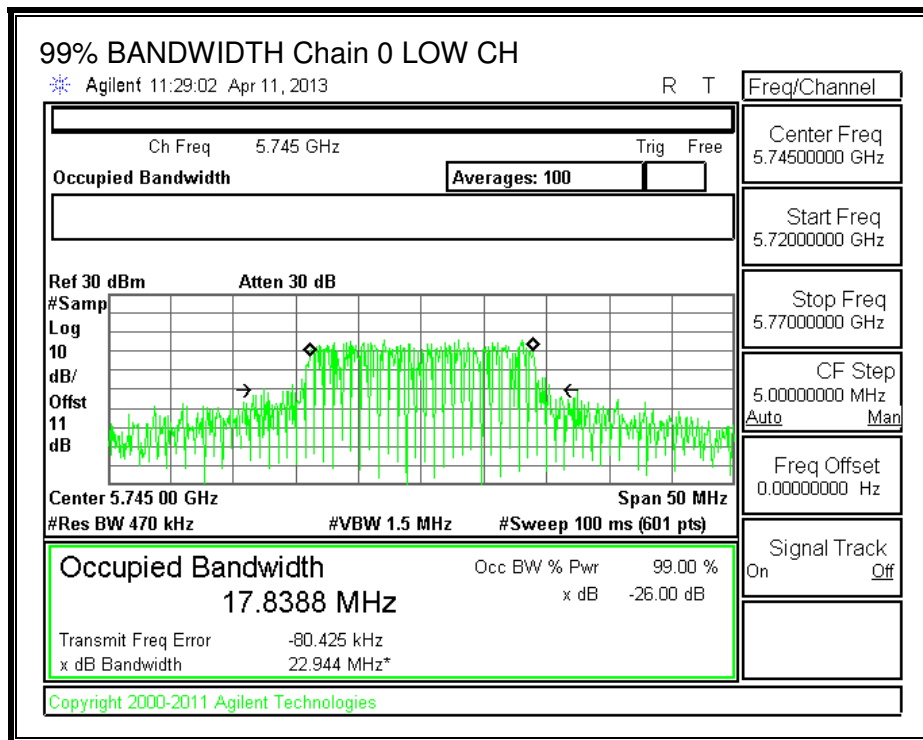 99% BANDWIDTH Chain 0 LOW CH
Agilent 11:29:02 Apr 11, 2013 R T
Freq/Channel
Ch Freq 5.745 GHz Trig Free
Occupied Bandwidth Averages: 100
Center Freq
5.74500000 GHz
Start Freq
5.72000000 GHz
Stop Freq
5.77000000 GHz
CF Step
5.00000000 MHz
Auto Man
Freq Offset
0.00000000 Hz
Signal Track
On Off
Ref 30 dBm Atten 30 dB
#Samp
Log
10
dB/
Offst
11
dB
Center 5.745 00 GHz Span 50 MHz
#Res BW 470 kHz #VBW 1.5 MHz #Sweep 100 ms (601 pts)
Occupied Bandwidth Occ BW % Pwr 99.00 %
17.8388 MHz x dB -26.00 dB
Transmit Freq Error -80.425 kHz
x dB Bandwidth 22.944 MHz*
Copyright 2000-2011 Agilent Technologies